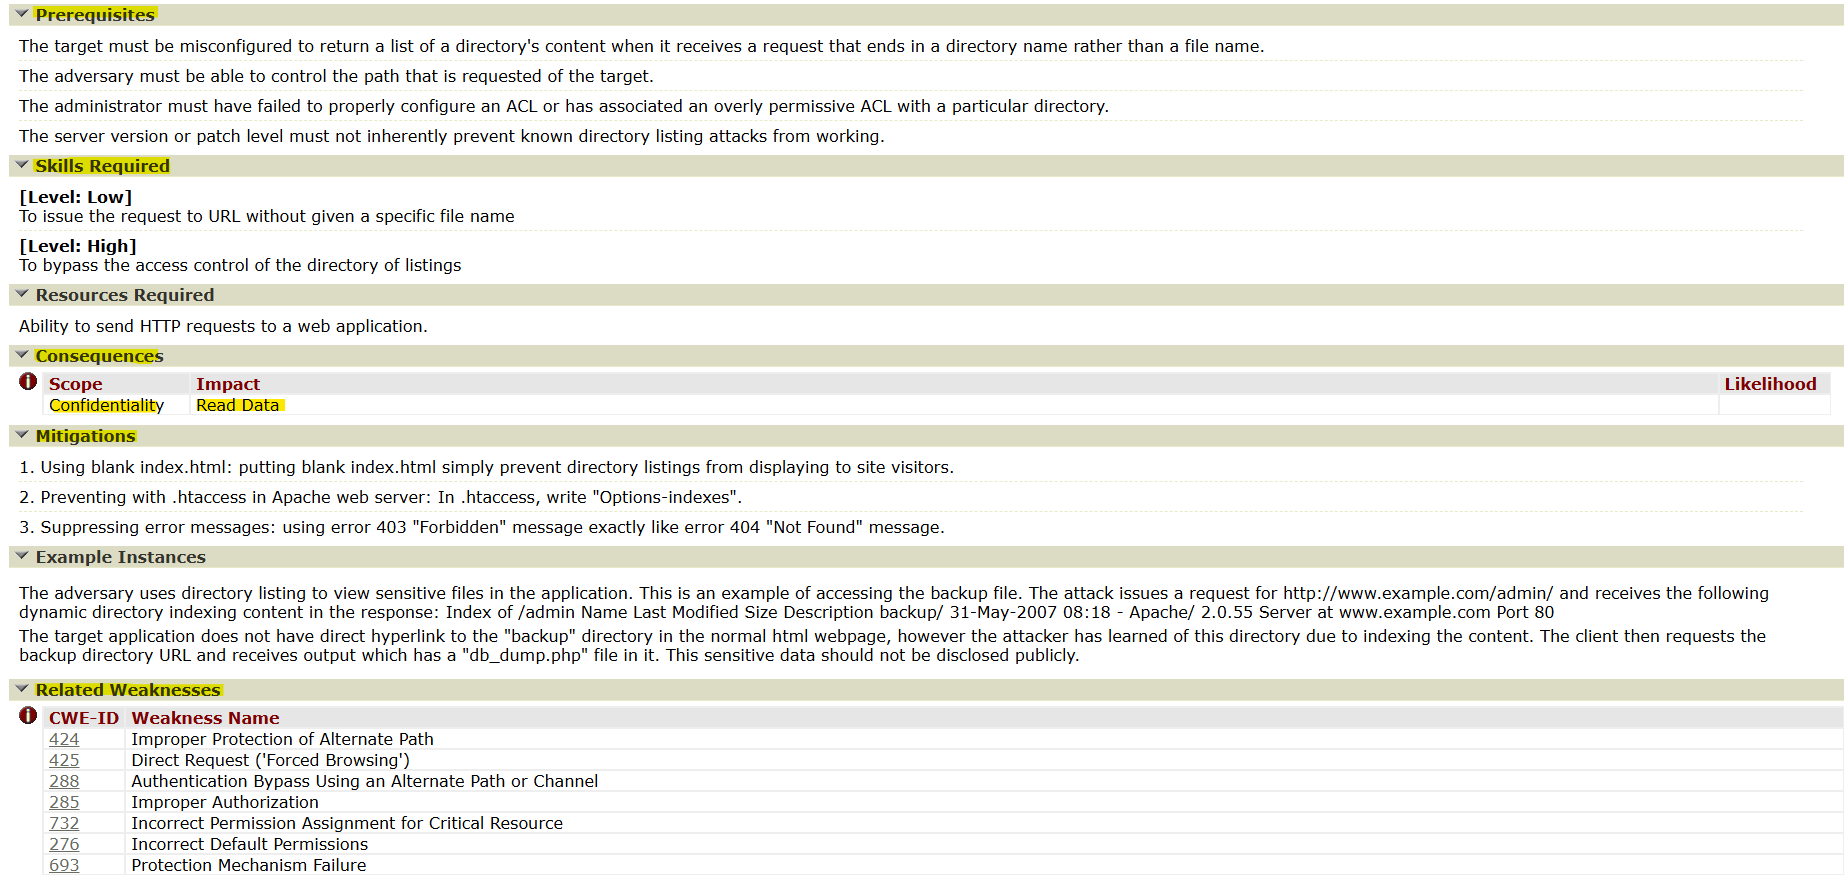 Prerequisites
The target must be misconfigured to return a list of a directory's content when it receives a request that ends in a directory name rather than a file name.
The adversary must be able to control the path that is requested of the target.
The administrator must have failed to properly configure an ACL or has associated an overly permissive ACL with a particular directory.
The server version or patch level must not inherently prevent known directory listing attacks from working.
Skills Required
[Level: Low]
To issue the request to URL without given a specific file name
[Level: High]
To bypass the access control of the directory of listings
Resources Required
Ability to send HTTP requests to a web application.
Consequences
Scope Impact Likelihood
Confidentiality Read Data
Mitigations
1. Using blank index.html: putting blank index.html simply prevent directory listings from displaying to site visitors.
2. Preventing with .htaccess in Apache web server: In .htaccess, write "Options-indexes".
3. Suppressing error messages: using error 403 "Forbidden" message exactly like error 404 "Not Found" message.
Example Instances
The adversary uses directory listing to view sensitive files in the application. This is an example of accessing the backup file. The attack issues a request for http://www.example.com/admin/ and receives the following
dynamic directory indexing content in the response: Index of /admin Name Last Modified Size Description backup/ 31-May-2007 08:18 - Apache/ 2.0.55 Server at www.example.com Port 80
The target application does not have direct hyperlink to the "backup" directory in the normal html webpage, however the attacker has learned of this directory due to indexing the content. The client then requests the
backup directory URL and receives output which has a "db_dump.php" file in it. This sensitive data should not be disclosed publicly.
Related Weaknesses
CWE-ID Weakness Name
424 Improper Protection of Alternate Path
425 Direct Request ('Forced Browsing')
288 Authentication Bypass Using an Alternate Path or Channel
285 Improper Authorization
732 Incorrect Permission Assignment for Critical Resource
276 Incorrect Default Permissions
693 Protection Mechanism Failure